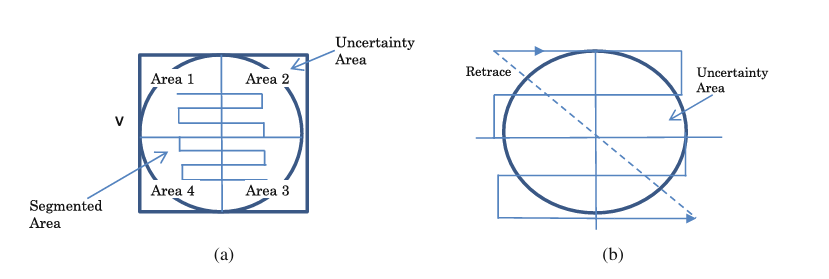 Uncertainty
Area
Area 1
Area 2
v
Area 4
Area 3
Segmented
Area
(a)
Retrace
Uncertainty
Area
(b)